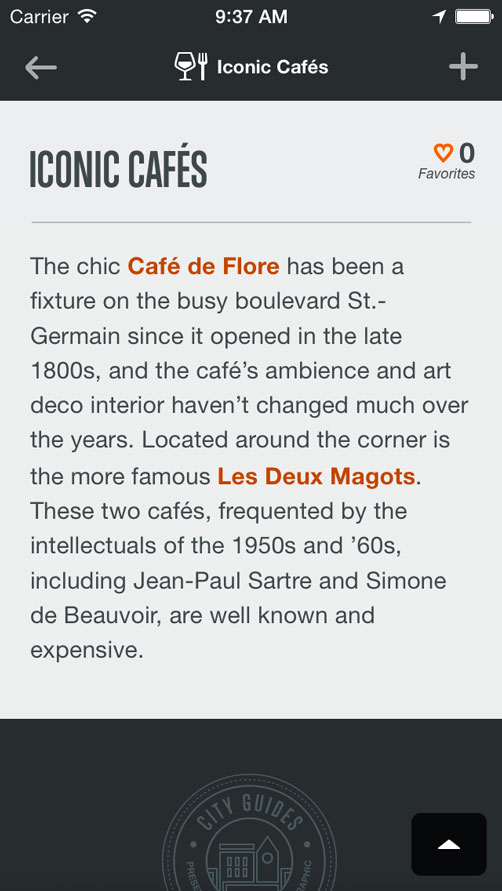 Carrier 9:37 AM
Iconic Cafés
ICONIC CAFÉS
0
Favorites
The chic Café de Flore has been a
fixture on the busy boulevard St.-
Germain since it opened in the late
1800s, and the café’s ambience and art
deco interior haven’t changed much over
the years. Located around the corner is
the more famous Les Deux Magots.
These two cafés, frequented by the
intellectuals of the 1950s and ’60s,
including Jean-Paul Sartre and Simone
de Beauvoir, are well known and
expensive.
CITY GUIDES